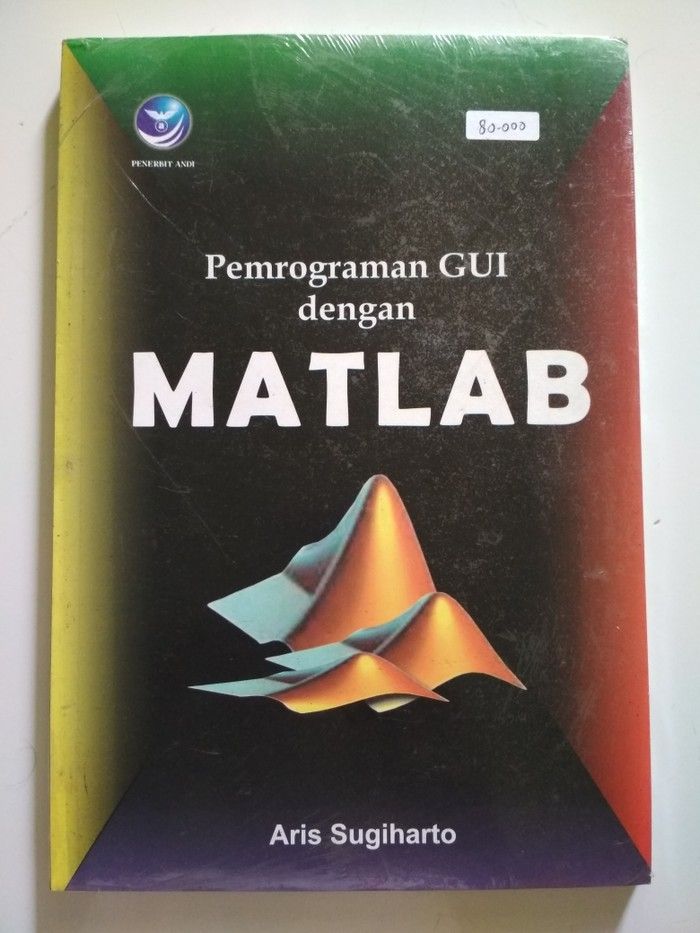 PENERBIT ANDI
80.000
Pemrograman GUI
dengan
MATLAB
Aris Sugiharto